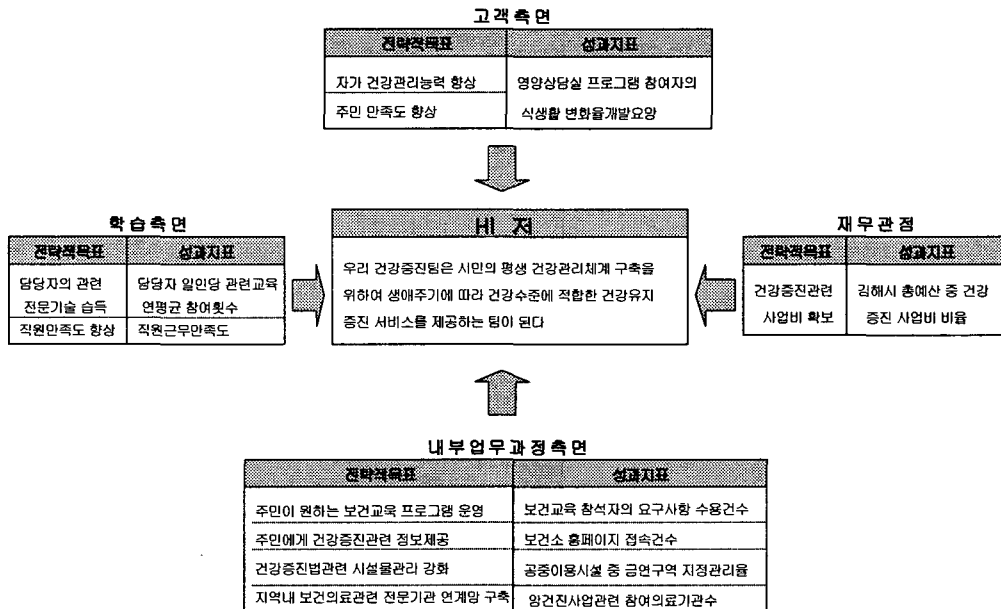 고객측면
전략적목표 성과지표
자가 건강관리능력 향상 영양상담실 프로그램 참여자의
주민 만족도 향상 식생활 변화율개발요망
학습측면
전략적목표 성과지표
담당자의 관련 담당자 일인당 관련교육
전문기술 습득 연평균 참여횟수
직원만족도 향상 직원근무만족도
비 저
우리 건강증진팀은 시민의 평생 건강관리체계 구축을
위하여 생애주기에 따라 건강수준에 적합한 건강유지
증진 서비스를 제공하는 팀이 된다
재무관점
전략적목표 성과지표
건강증진관련 김해시 총예산 중 건강
사업비 확보 증진 사업비 비율
내부업무과정측면
전략적목표 성과지표
주민이 원하는 보건교육 프로그램 운영 보건교육 참석자의 요구사항 수용건수
주민에게 건강증진관련 정보제공 보건소 홈페이지 접속건수
건강증진법관련 시설물관라 강화 공중이용시설 중 금연구역 지정관리율
지역내 보건의료관련 전문기관 연계망 구축 암건진사업관련 참여의료기관수